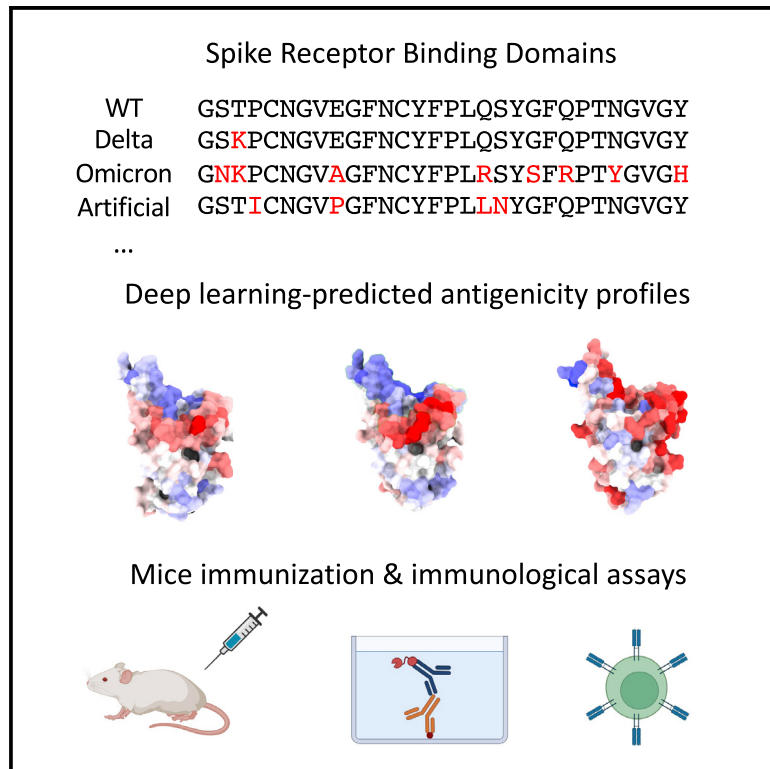 Spike Receptor Binding Domains
WT GSTPCNGVEGFNCYFPLQSYGFQPTNGVGY
Delta GSKPCNGVEGFNCYFPLQSYGFQPTNGVGY
Omicron GNKPCNGVAGFNCYFPLRSYSFRPTYGVGH
Artificial GSTICNGVPGFNCYFPLLNYGFQPTNGVGY
...
Deep learning-predicted antigenicity profiles
Mice immunization & immunological assays